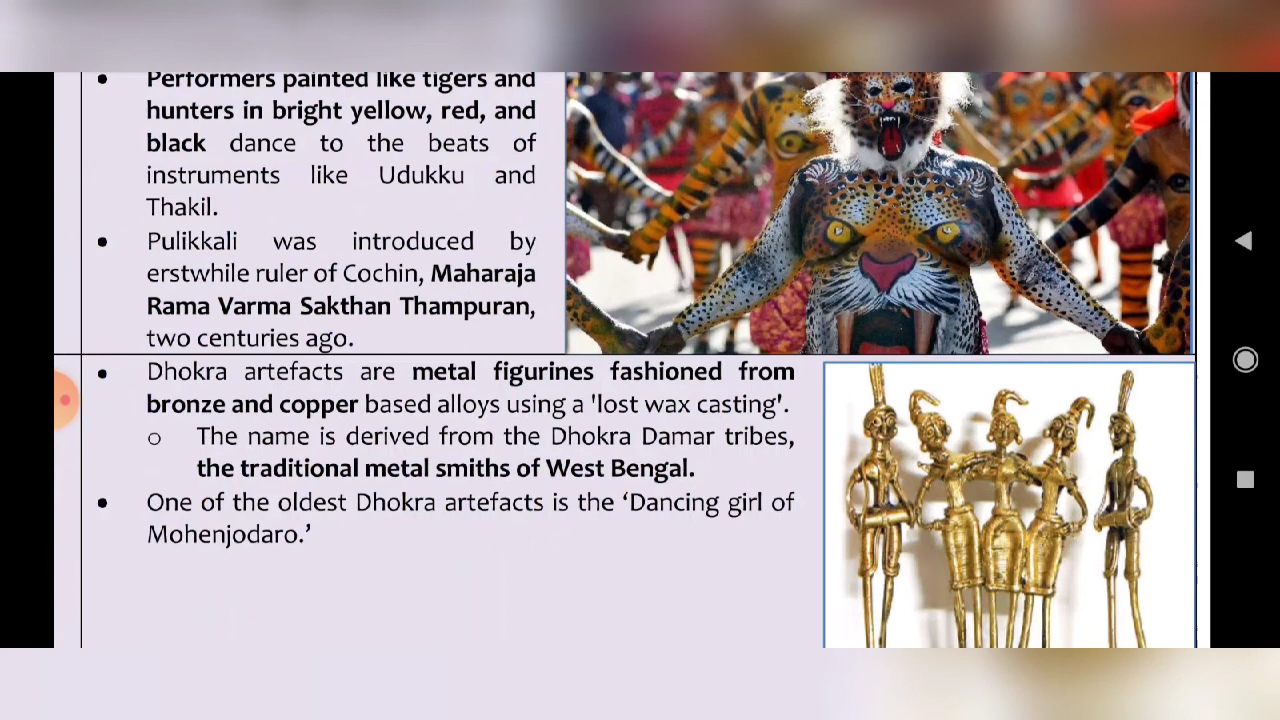 • Performers painted like tigers and
hunters in bright yellow, red, and
black dance to the beats of
instruments like Udukku and
Thakil.
• Pulikkali was introduced by
erstwhile ruler of Cochin, Maharaja
Rama Varma Sakthan Thampuran,
two centuries ago.
• Dhokra artefacts are metal figurines fashioned from
bronze and copper based alloys using a 'lost wax casting'.
o The name is derived from the Dhokra Damar tribes,
the traditional metal smiths of West Bengal.
• One of the oldest Dhokra artefacts is the ‘Dancing girl of
Mohenjodaro.’